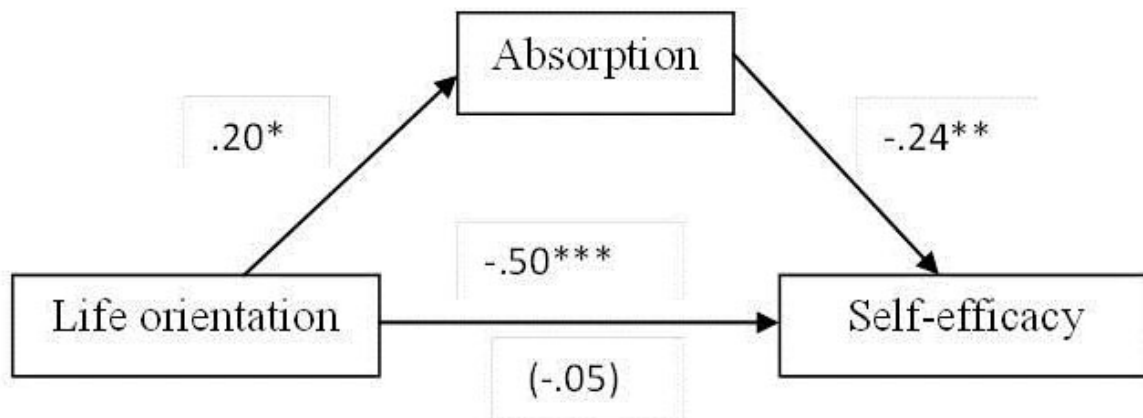 Absorption
.20*
-.24**
-.50***
Life orientation
Self-efficacy
(-.05)